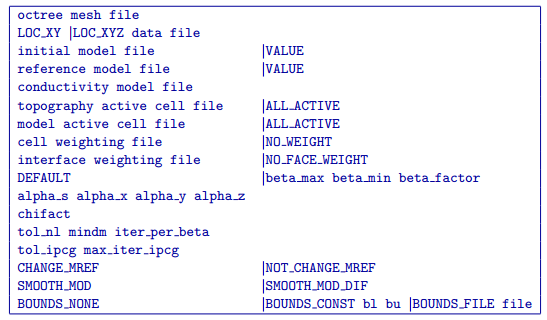 octree mesh file
LOC_XY |LOC_XYZ data file
initial model file |VALUE
reference model file |VALUE
conductivity model file
topography active cell file |ALL_ACTIVE
model active cell file |ALL_ACTIVE
cell weighting file |NO_WEIGHT
interface weighting file |NO_FACE_WEIGHT
DEFAULT |beta_max beta_min beta_factor
alpha_s alpha_x alpha_y alpha_z
chifact
tol_nl mindm iter_per_beta
tol_ipcg max_iter_ipcg
CHANGE_MREF |NOT_CHANGE_MREF
SMOOTH_MOD |SMOOTH_MOD_DIF
BOUNDS_NONE |BOUNDS_CONST bl bu |BOUNDS_FILE file